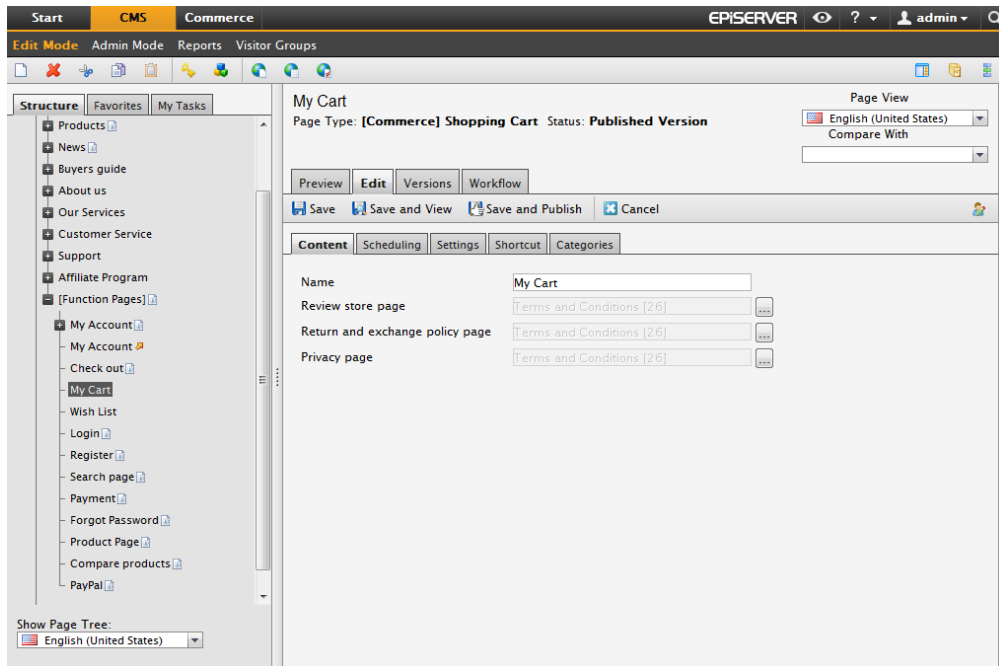 Start CMS Commerce EPiSERVER ? admin
Edit Mode Admin Mode Reports Visitor Groups
Structure Favorites My Tasks
Products
News
Buyers guide
About us
Our Services
Customer Service
Support
Affiliate Program
[Function Pages]
My Account
My Account
Check out
My Cart
Wish List
Login
Register
Search page
Payment
Forgot Password
Product Page
Compare products
PayPal
Show Page Tree:
English (United States)
My Cart
Page Type: [Commerce] Shopping Cart Status: Published Version
Page View
English (United States)
Compare With
Preview Edit Versions Workflow
Save Save and View Save and Publish Cancel
Content Scheduling Settings Shortcut Categories
Name My Cart
Review store page Terms and Conditions [26] ...
Return and exchange policy page Terms and Conditions [26] ...
Privacy page Terms and Conditions [26] ...